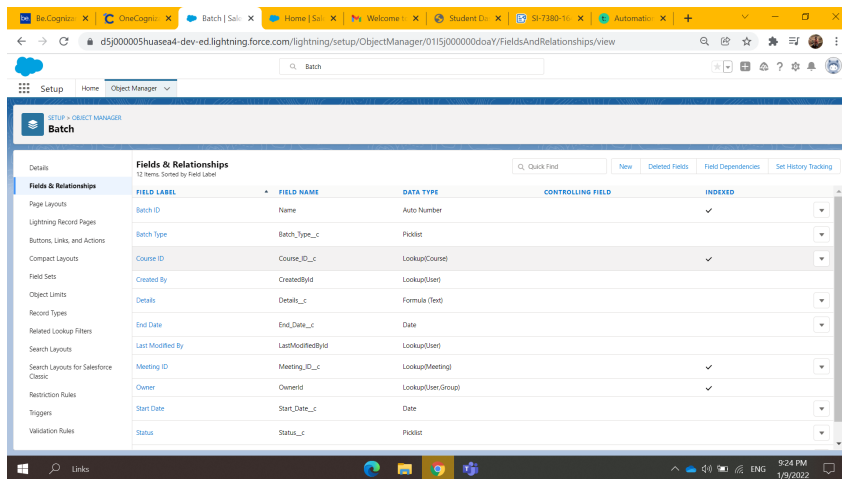 Be.Cognizan
OneCogniza
Batch | Sale
Home | Sal
Welcome to
Student De
SI-7380-16
Automation
d5j000005huasea4-dev-ed.lightning.force.com/lightning/setup/ObjectManager/01I5j000000doaY/FieldsAndRelationships/view
Batch
Setup
Home
Object Manager
SETUP > OBJECT MANAGER
Batch
Details
Fields & Relationships
Page Layouts
Lightning Record Pages
Buttons, Links, and Actions
Compact Layouts
Field Sets
Object Limits
Record Types
Related Lookup Filters
Search Layouts
Search Layouts for Salesforce
Classic
Restriction Rules
Triggers
Validation Rules
Fields & Relationships
12 Items. Sorted by Field Label
Quick Find
New
Deleted Fields
Field Dependencies
Set History Tracking
FIELD LABEL FIELD NAME DATA TYPE CONTROLLING FIELD INDEXED
Batch ID Name Auto Number
Batch Type Batch_Type__c Picklist
Course ID Course_ID__c Lookup(Course)
Created By CreatedById Lookup(User)
Details Details__c Formula (Text)
End Date End_Date__c Date
Last Modified By LastModifiedById Lookup(User)
Meeting ID Meeting_ID__c Lookup(Meeting)
Owner OwnerId Lookup(User,Group)
Start Date Start_Date__c Date
Status Status__c Picklist
Links
ENG
9:24 PM
1/9/2022